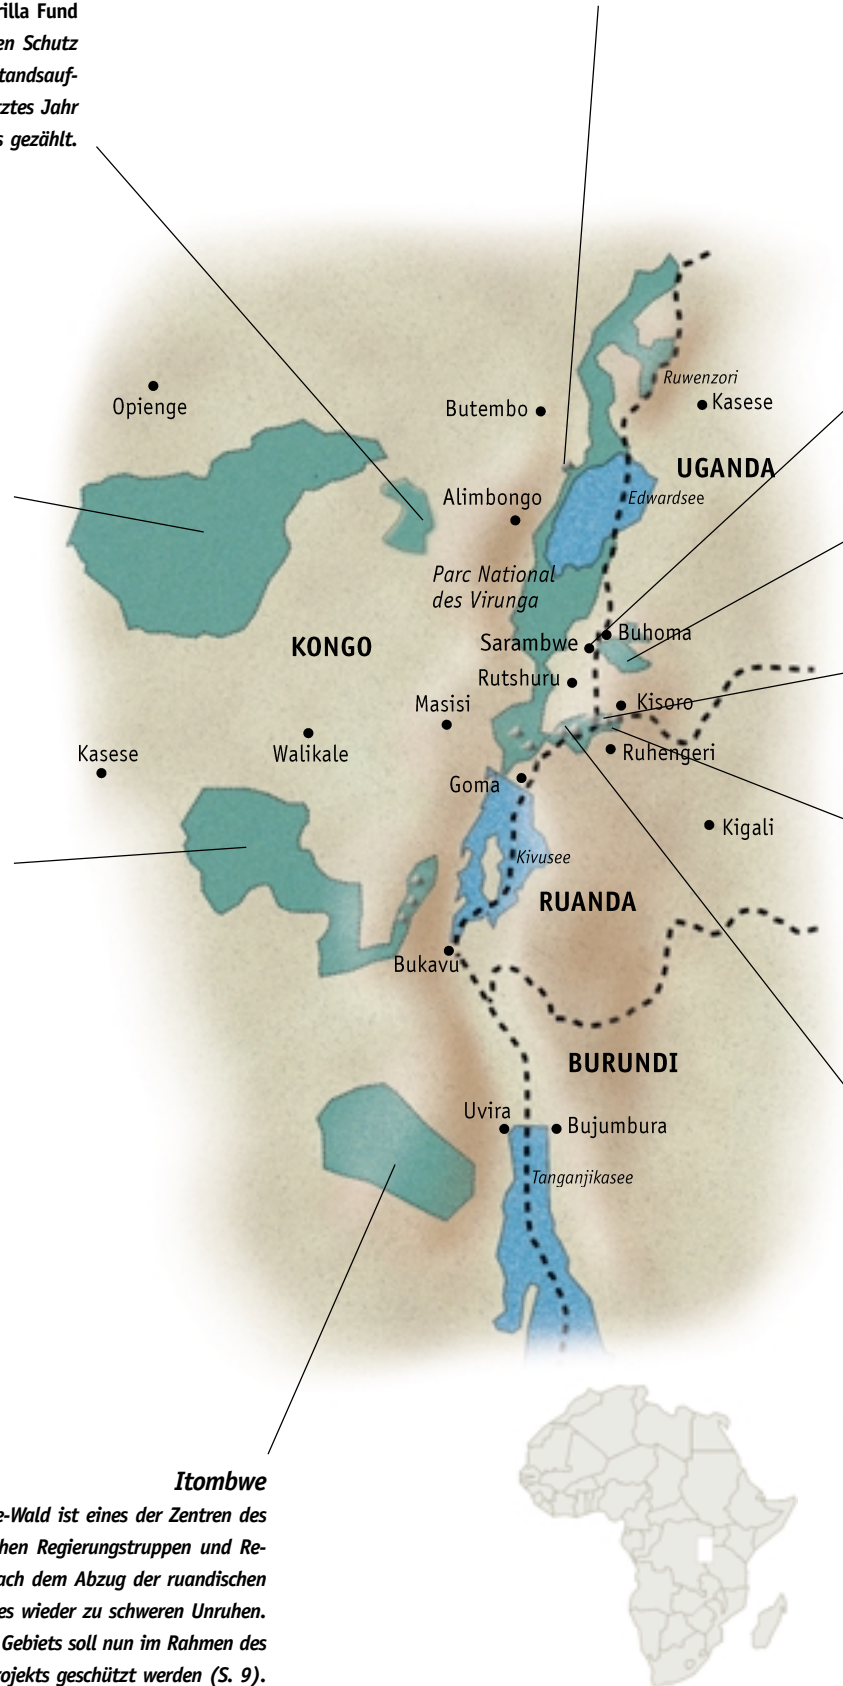 rilla Fund
en Schutz
tandsauf-
ztes Jahr
s gezählt.
Ruwenzori
Opienge
Butembo
Kasese
UGANDA
Alimbongo
Edwardsee
Parc National
des Virunga
KONGO
Sarambwe
Buhoma
Rutshuru
Masisi
Kisoro
Kasese
Walikale
Ruhengeri
Goma
Kigali
Kivusee
RUANDA
Bukavu
BURUNDI
Uvira
Bujumbura
Tanganjikasee
Itombwe
e-Wald ist eines der Zentren des
chen Regierungstruppen und Re-
ach dem Abzug der ruandischen
es wieder zu schweren Unruhen.
Gebiets soll nun im Rahmen des
rojekts geschützt werden (S. 9).